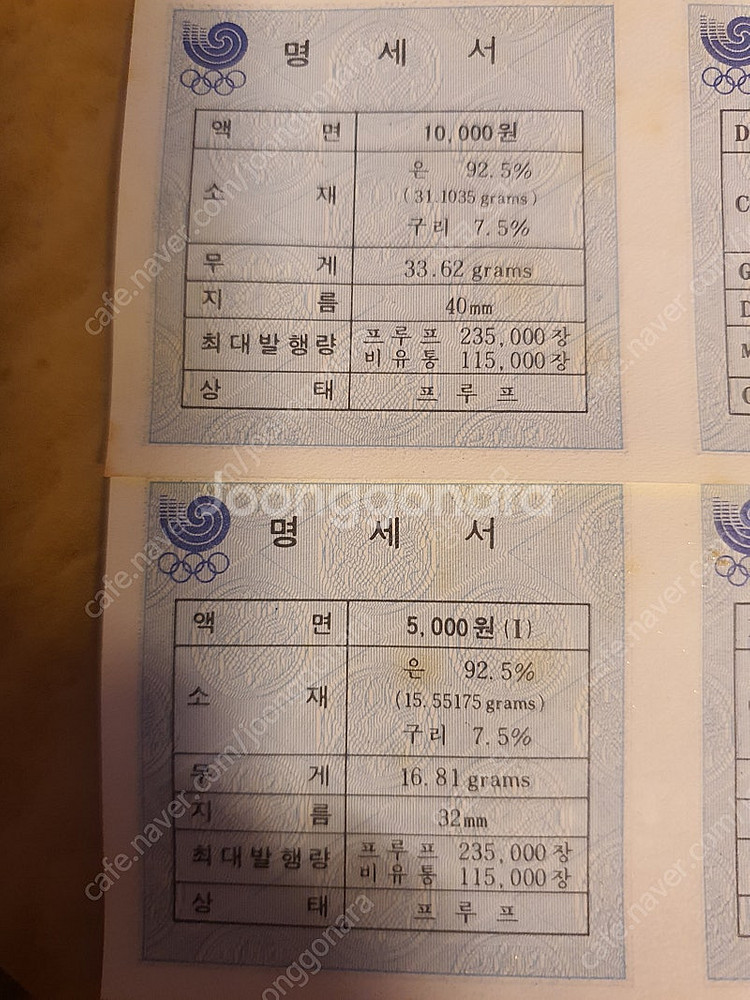 명 세 서
액 면 10,000원
소 재 은 92.5%
(31.1035 grams)
구리 7.5%
무 게 33.62 grams
지 름 40mm
최대발행량 프루프 235,000장
비유통 115,000장
상 태 프루프
D
C
G
D
M
C
Joonggonara
명 세 서
액 면 5,000원(I)
소 재 은 92.5%
(15.55175 grams)
구리 7.5%
게 16.81 grams
지 름 32mm
최대발행량 프루프 235,000장
비유통 115,000장
상 태 프루프
cafe.naver.com/joonggonara